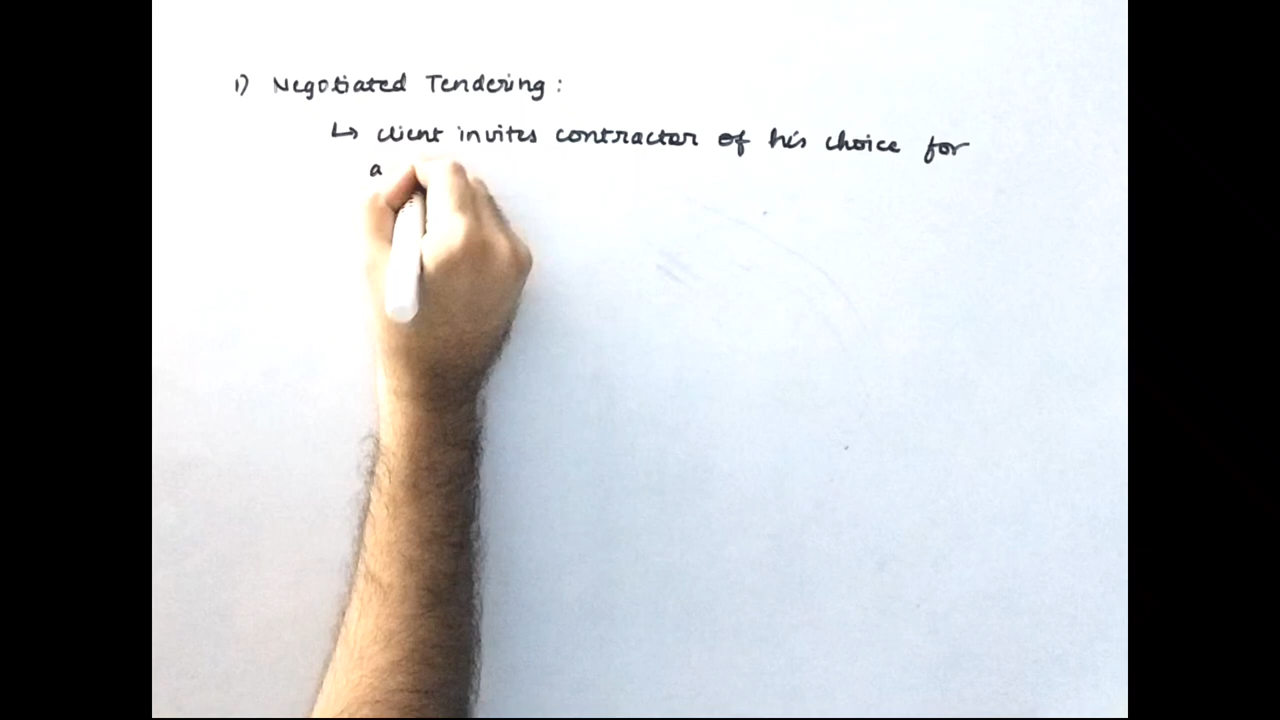 1) Negotiated Tendering :
↳ client invites contractor of his choice for
a